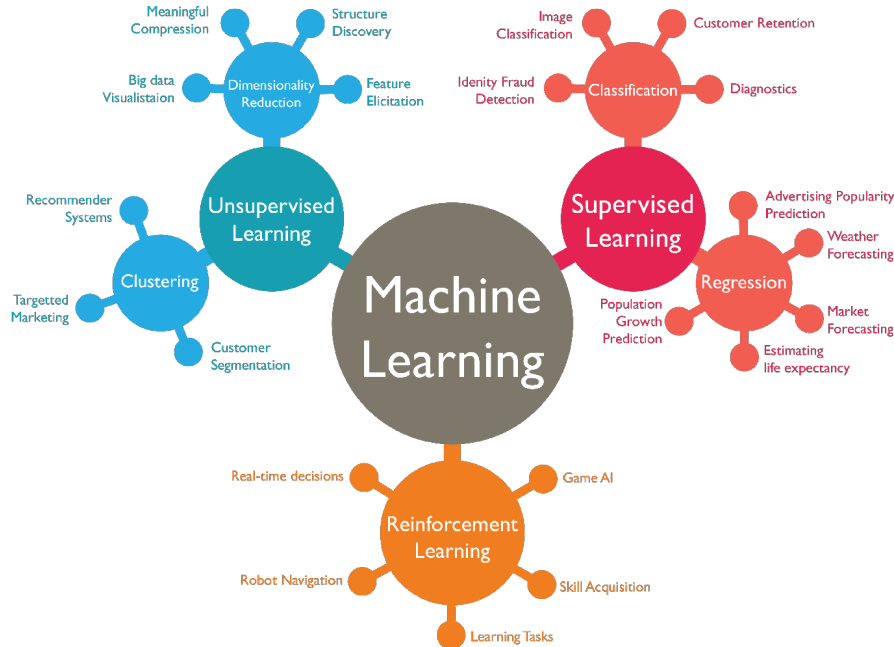 Meaningful
Compression
Structure
Discovery
Big data
Visualistaion
Dimensionality
Reduction
Feature
Elicitation
Image
Classification
Customer Retention
Idenity Fraud
Detection
Classification
Diagnostics
Recommender
Systems
Unsupervised
Learning
Clustering
Targetted
Marketing
Customer
Segmentation
Machine
Learning
Supervised
Learning
Advertising Popularity
Prediction
Weather
Forecasting
Regression
Population
Growth
Prediction
Market
Forecasting
Estimating
life expectancy
Real-time decisions
Game AI
Reinforcement
Learning
Robot Navigation
Skill Acquisition
Learning Tasks